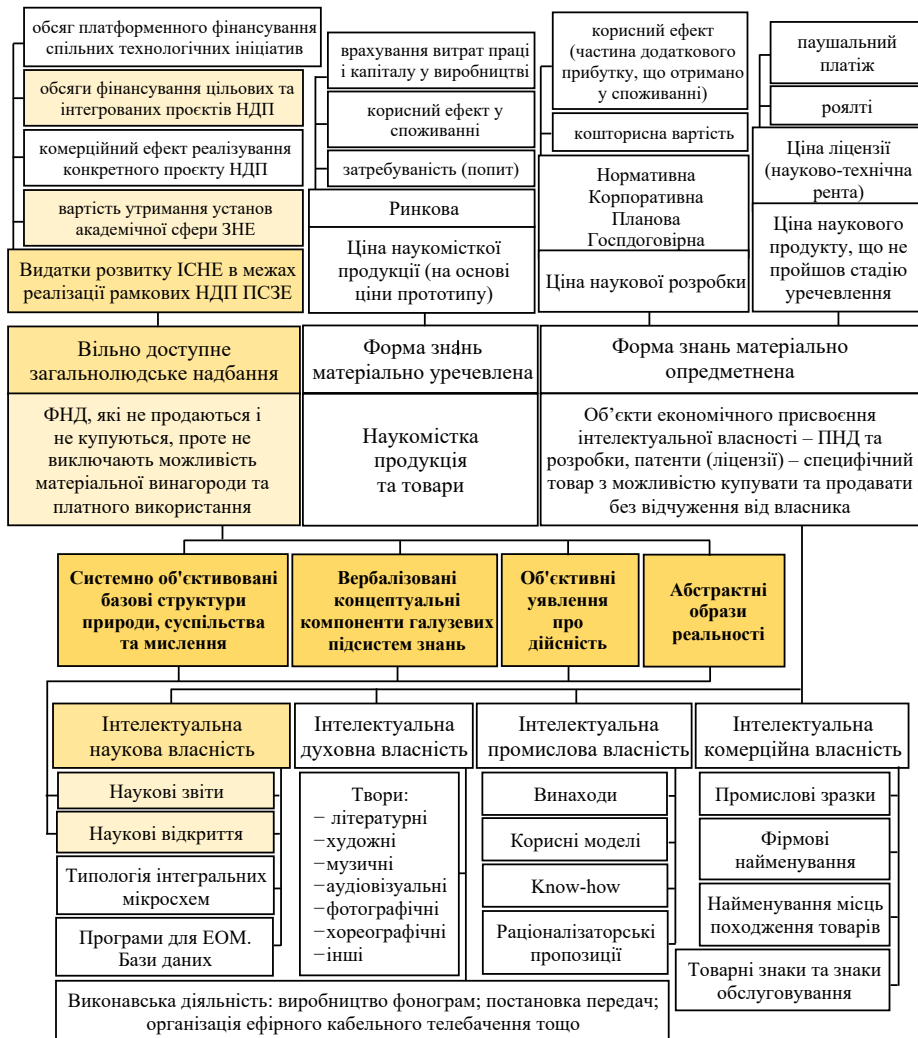 обсяг платформенного фінансування
спільних технологічних ініціатив
обсяги фінансування цільових та
інтегрованих проєктів НДП
комерційний ефект реалізування
конкретного проєкту НДП
вартість утримання установ
академічної сфери ЗНЕ
Видатки розвитку ІСНЕ в межах
реалізації рамкових НДП ПСЗЕ
врахування витрат праці
і капіталу у виробництві
корисний ефект у
споживанні
затребуваність (попит)
Ринкова
Ціна наукомісткої
продукції (на основі
ціни прототипу)
корисний ефект
(частина додаткового
прибутку, що отримано
у споживанні)
кошторисна вартість
Нормативна
Корпоративна
Планова
Госпдоговірна
Ціна наукової розробки
паушальний
платіж
роялті
Ціна ліцензії
(науково-технічна
рента)
Ціна наукового
продукту, що не
пройшов стадію
уречевлення
Вільно доступне
загальнолюдське надбання
Форма знань
матеріально уречевлена
Форма знань матеріально
опредметнена
ФНД, які не продаються і
не купуються, проте не
виключають можливість
матеріальної винагороди та
платного використання
Наукомістка
продукція
та товари
Об’єкти економічного присвоєння
інтелектуальної власності – ПНД та
розробки, патенти (ліцензії) – специфічний
товар з можливістю купувати та продавати
без відчуження від власника
Системно об'єктивовані
базові структури
природи, суспільства
та мислення
Вербалізовані
концептуальні
компоненти галузевих
підсистем знань
Об'єктивні
уявлення
про
дійсність
Абстрактні
образи
реальності
Інтелектуальна
наукова власність
Інтелектуальна
духовна власність
Інтелектуальна
промислова власність
Інтелектуальна
комерційна власність
Наукові звіти
Наукові відкриття
Типологія інтегральних
мікросхем
Програми для ЕОМ.
Бази даних
Твори:
− літературні
− художні
− музичні
− аудіовізуальні
− фотографічні
− хореографічні
− інші
Винаходи
Корисні моделі
Know-how
Раціоналізаторські
пропозиції
Промислові зразки
Фірмові
найменування
Найменування місць
походження товарів
Товарні знаки та знаки
обслуговування
Виконавська діяльність: виробництво фонограм; постановка передач;
організація ефірного кабельного телебачення тощо